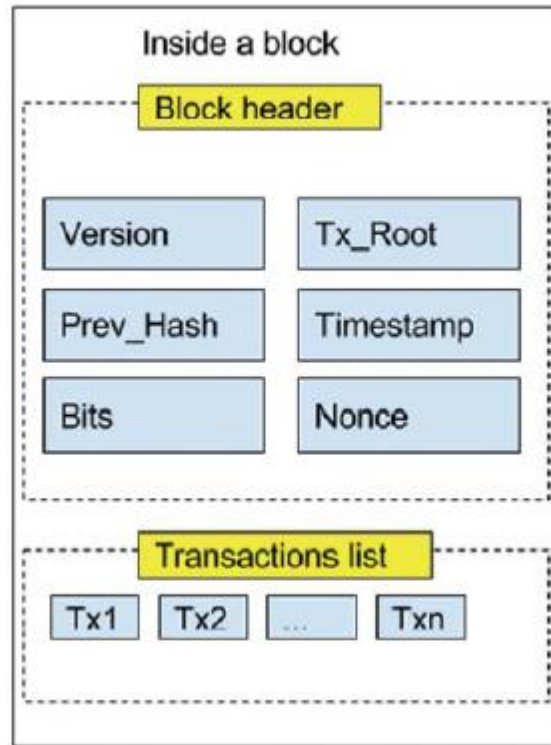 Inside a block
Block header
Version
Tx_Root
Prev_Hash
Timestamp
Bits
Nonce
Transactions list
Tx1
Tx2
...
Txn